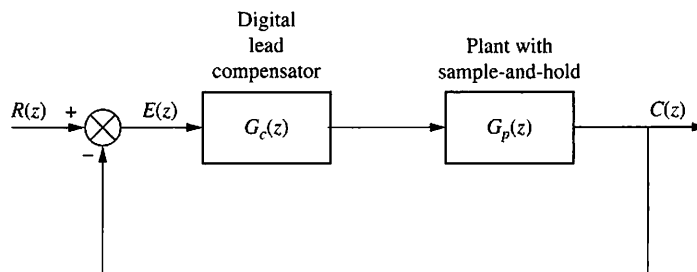 Digital
lead
compensator
Plant with
sample-and-hold
R(z) + E(z) G_c(z) G_p(z) C(z)
−